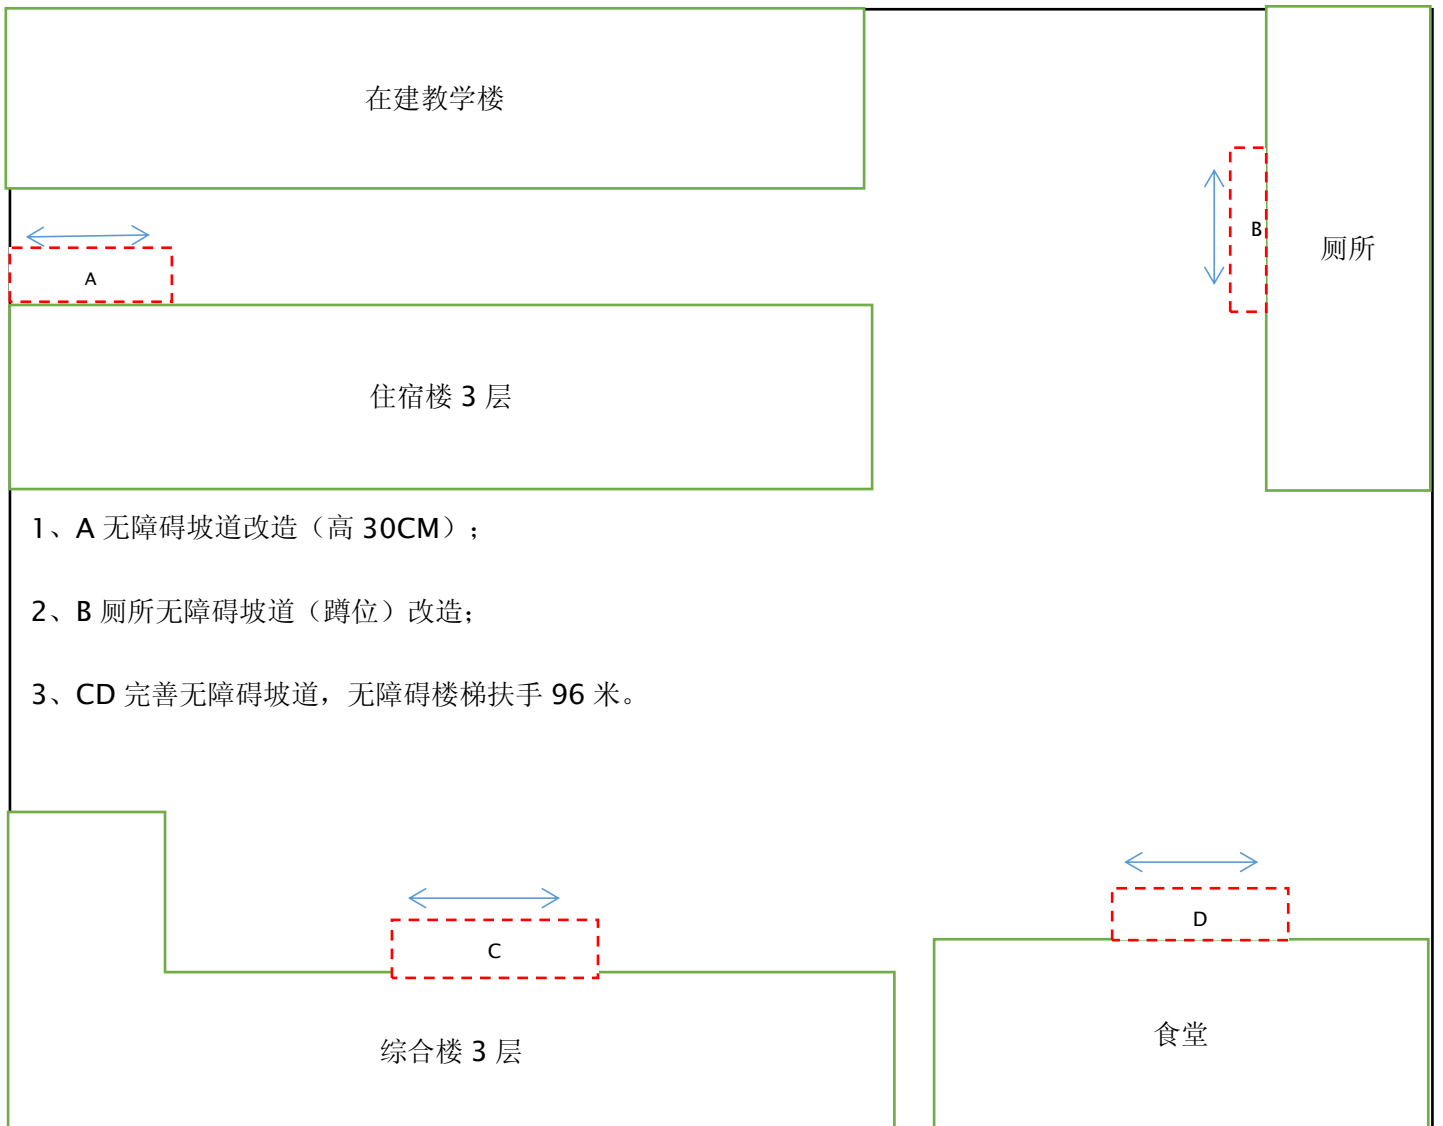 在建教学楼
B
厕所
A
住宿楼 3 层
1、A 无障碍坡道改造（高 30CM）；
2、B 厕所无障碍坡道（蹲位）改造；
3、CD 完善无障碍坡道，无障碍楼梯扶手 96 米。
D
C
食堂
综合楼 3 层